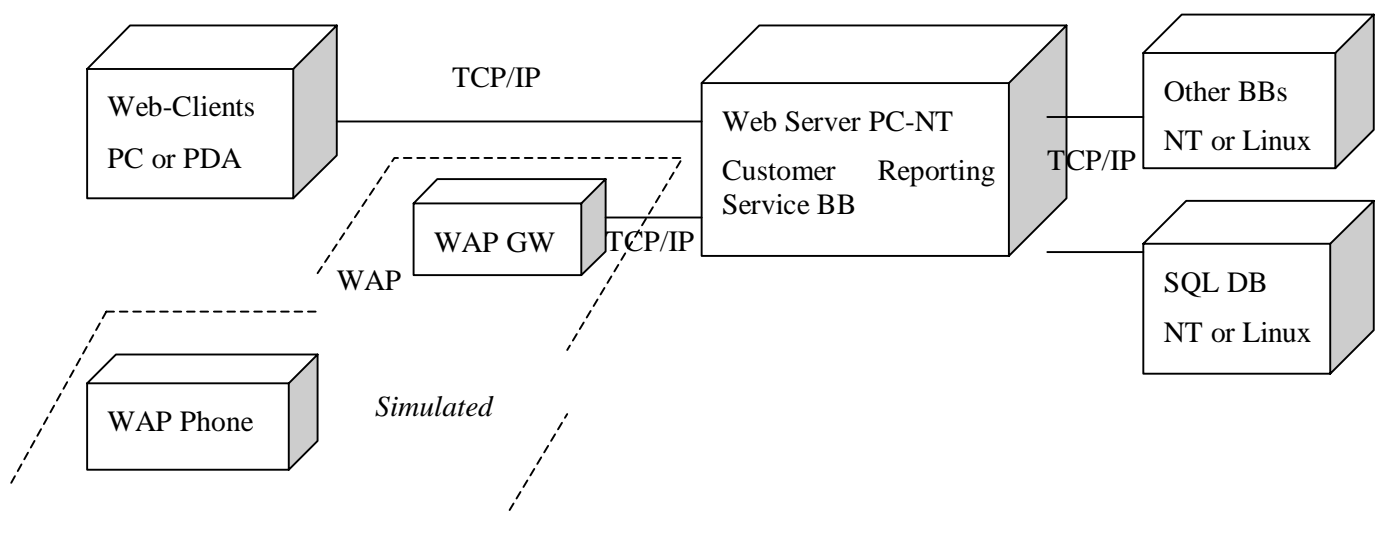 Web-Clients
PC or PDA
TCP/IP
Web Server PC-NT
Customer Reporting
Service BB
Other BBs
NT or Linux
TCP/IP
WAP GW
TCP/IP
WAP
SQL DB
NT or Linux
WAP Phone
Simulated